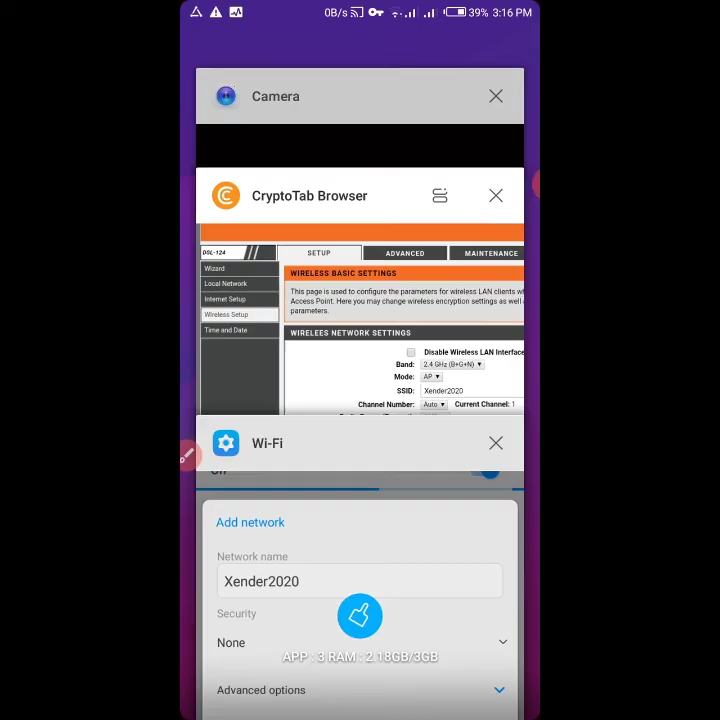 0B/s 39% 3:16 PM
Camera
CryptoTab Browser
DSL-124 SETUP ADVANCED MAINTENANCE
Wizard
Local Network
Internet Setup
Wireless Setup
Time and Date
WIRELESS BASIC SETTINGS
This page is used to configure the parameters for wireless LAN clients w
Access Point. Here you may change wireless encryption settings as well
parameters.
WIRELEES NETWORK SETTINGS
Disable Wireless LAN Interface
Band: 2.4 GHz (B+G+N)
Mode: AP
SSID: Xender2020
Channel Number: Auto Current Channel: 1
Wi-Fi
On
Add network
Network name
Xender2020
Security
None
APP : 3 RAM : 2.18GB/3GB
Advanced options